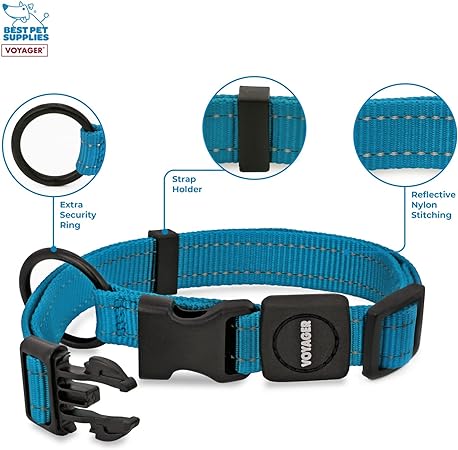 BEST PET
SUPPLIES
VOYAGER®
Extra
Security
Ring
Strap
Holder
Reflective
Nylon
Stitching
VOYAGER